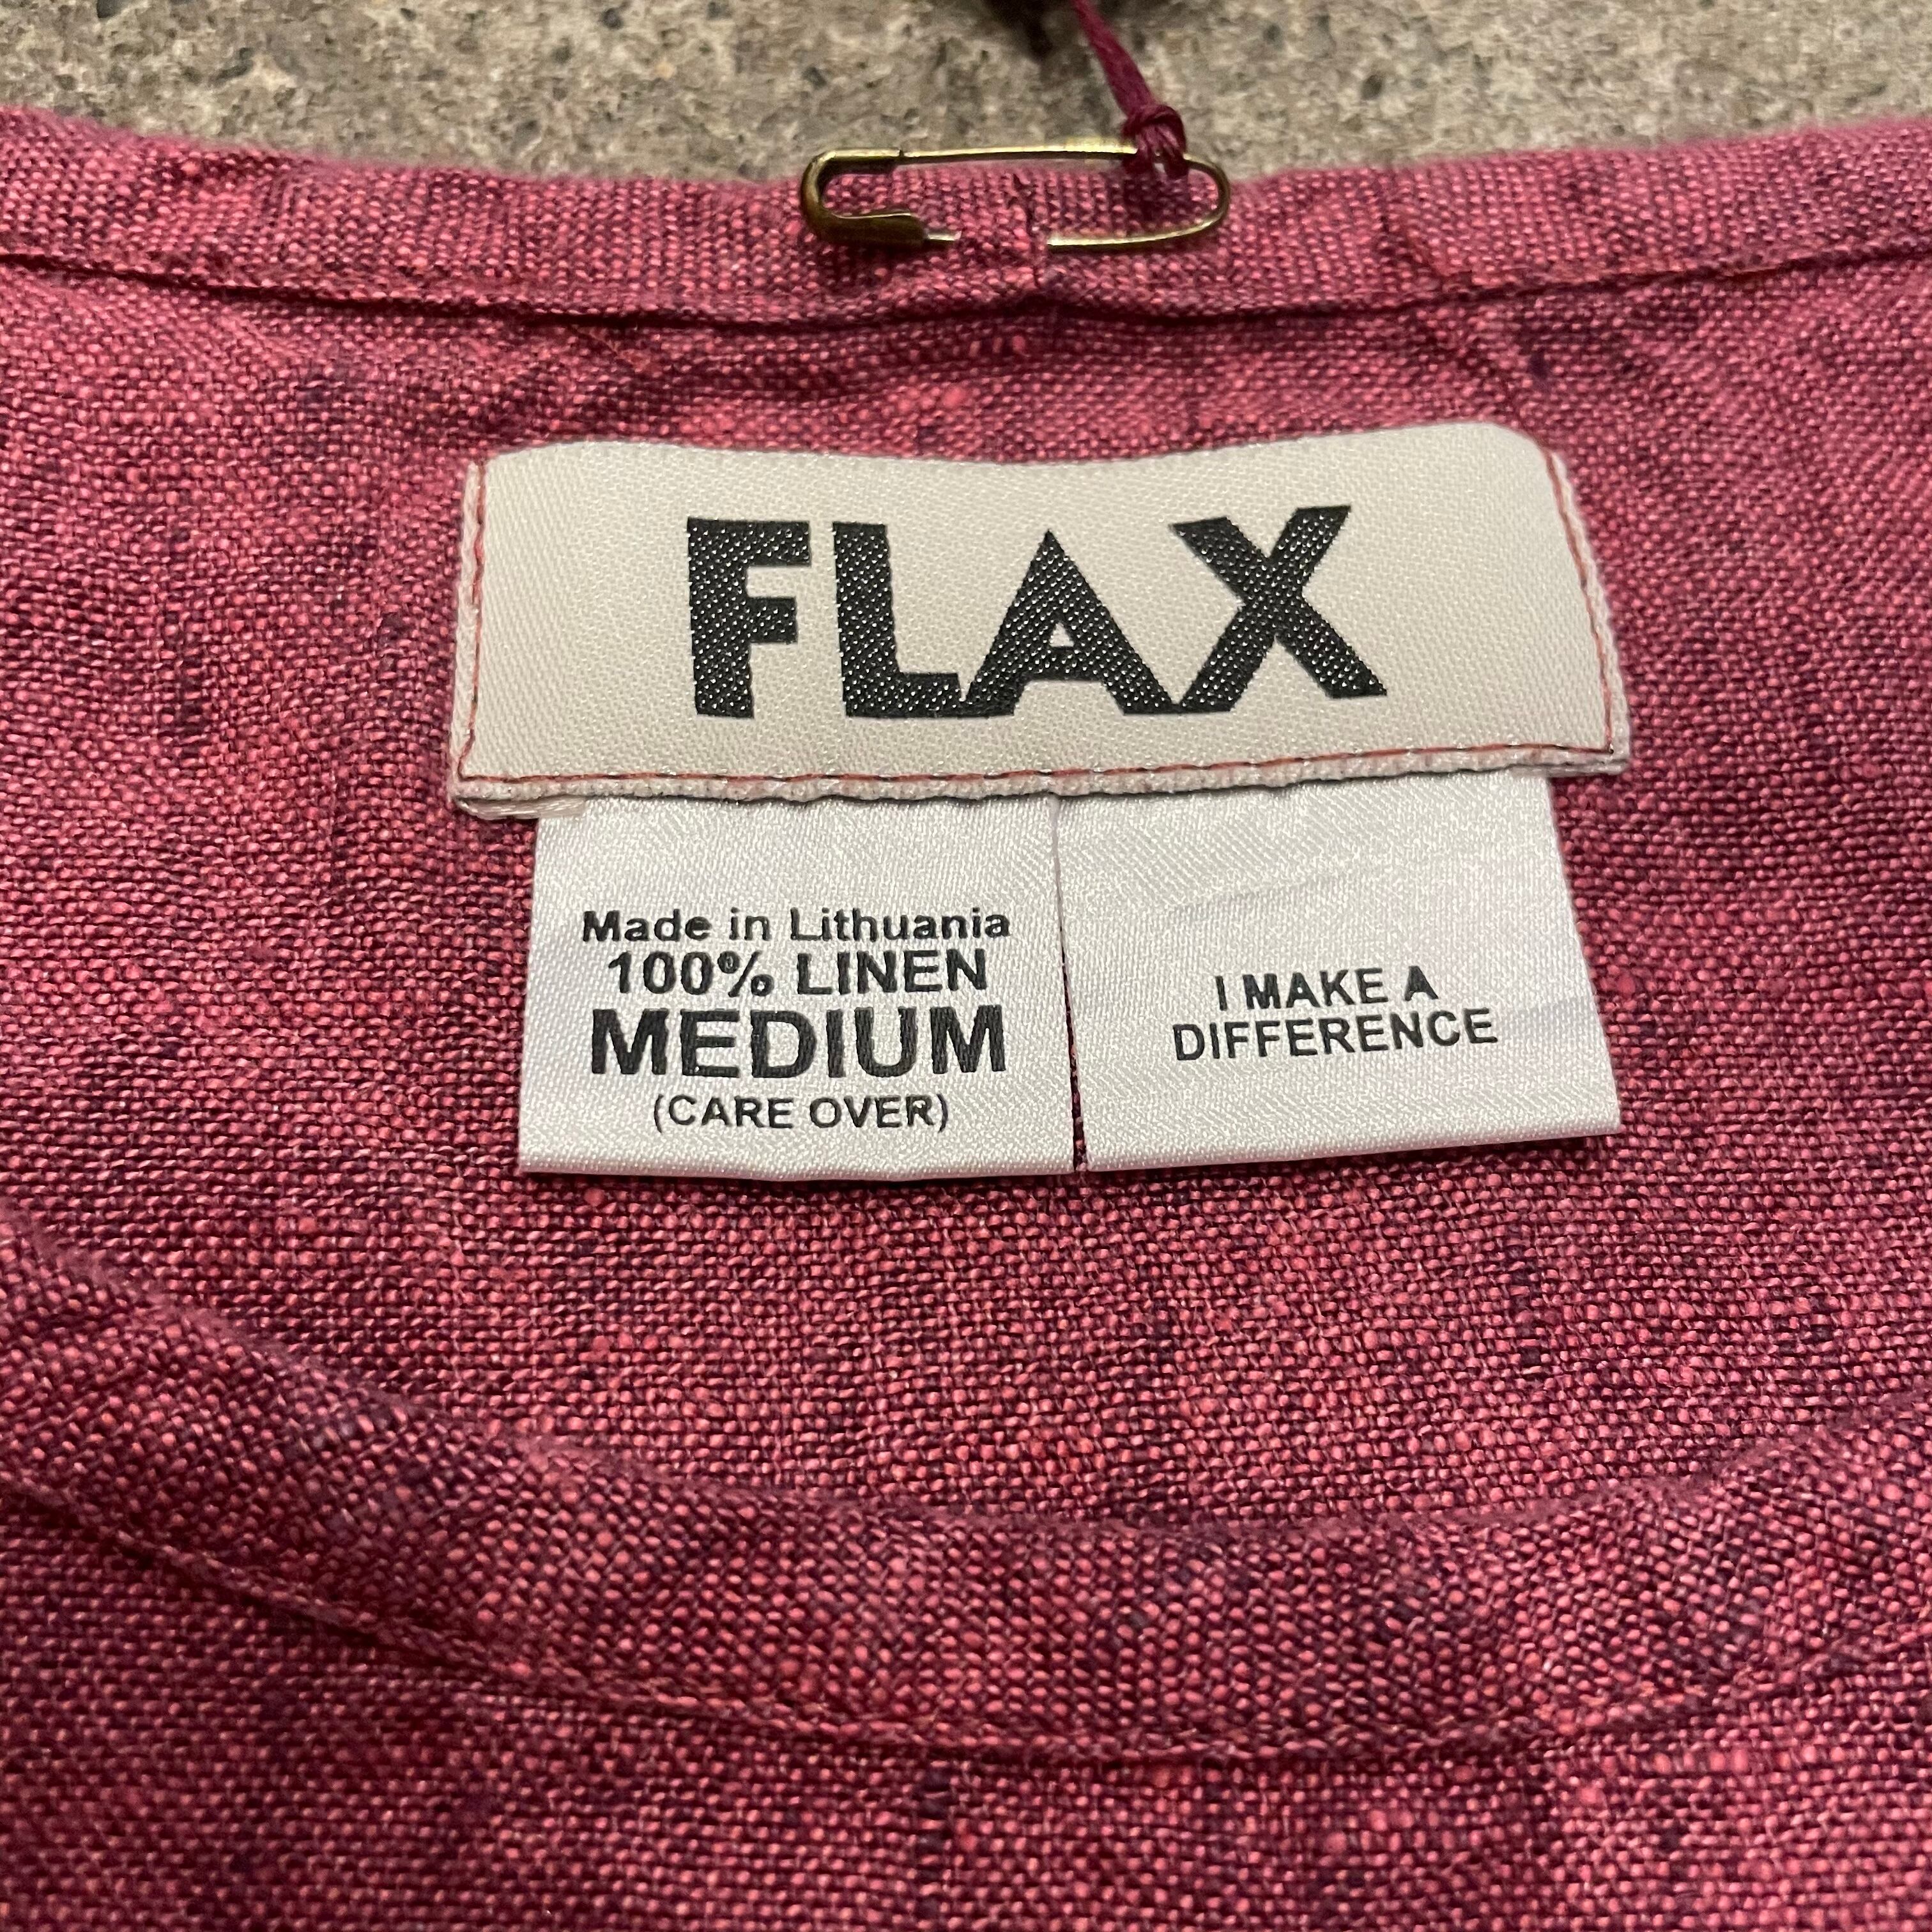 FLAX
Made in Lithuania
100% LINEN
MEDIUM
(CARE OVER)
I MAKE A
DIFFERENCE